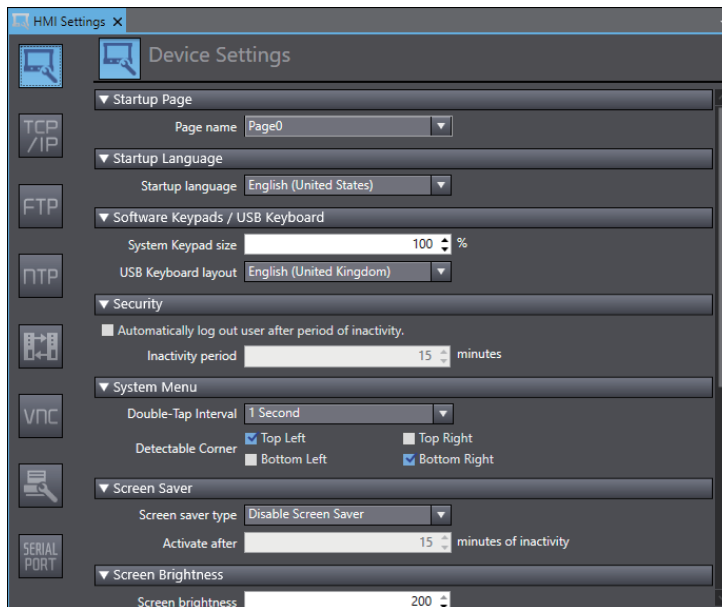 HMI Settings
Device Settings
TCP
/IP
FTP
NTP
VNC
SERIAL
PORT
Startup Page
Page name Page0
Startup Language
Startup language English (United States)
Software Keypads / USB Keyboard
System Keypad size 100 %
USB Keyboard layout English (United Kingdom)
Security
Automatically log out user after period of inactivity.
Inactivity period 15 minutes
System Menu
Double-Tap Interval 1 Second
Detectable Corner
Top Left Top Right
Bottom Left Bottom Right
Screen Saver
Screen saver type Disable Screen Saver
Activate after 15 minutes of inactivity
Screen Brightness
Screen brightness 200